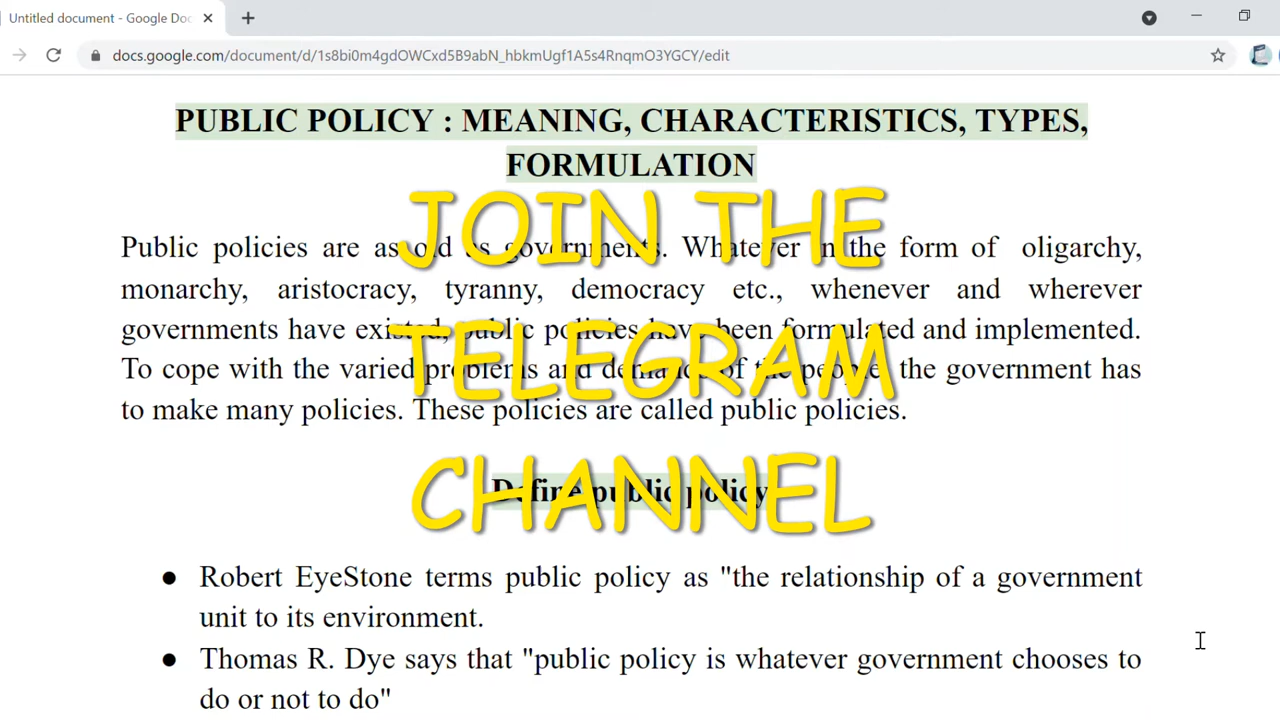 Untitled document - Google Doc
docs.google.com/document/d/1s8bi0m4gdOWCxd5B9abN_hbkmUgf1A5s4RnqmO3YGCY/edit
PUBLIC POLICY : MEANING, CHARACTERISTICS, TYPES,
FORMULATION
JOIN THE
Public policies are as old as governments. Whatever in the form of oligarchy,
monarchy, aristocracy, tyranny, democracy etc., whenever and wherever
governments have existed, public policies have been formulated and implemented.
TELEGRAM
To cope with the varied problems and demands of the people, the government has
to make many policies. These policies are called public policies.
CHANNEL
Define public policy
● Robert EyeStone terms public policy as "the relationship of a government
unit to its environment.
● Thomas R. Dye says that "public policy is whatever government chooses to
do or not to do"